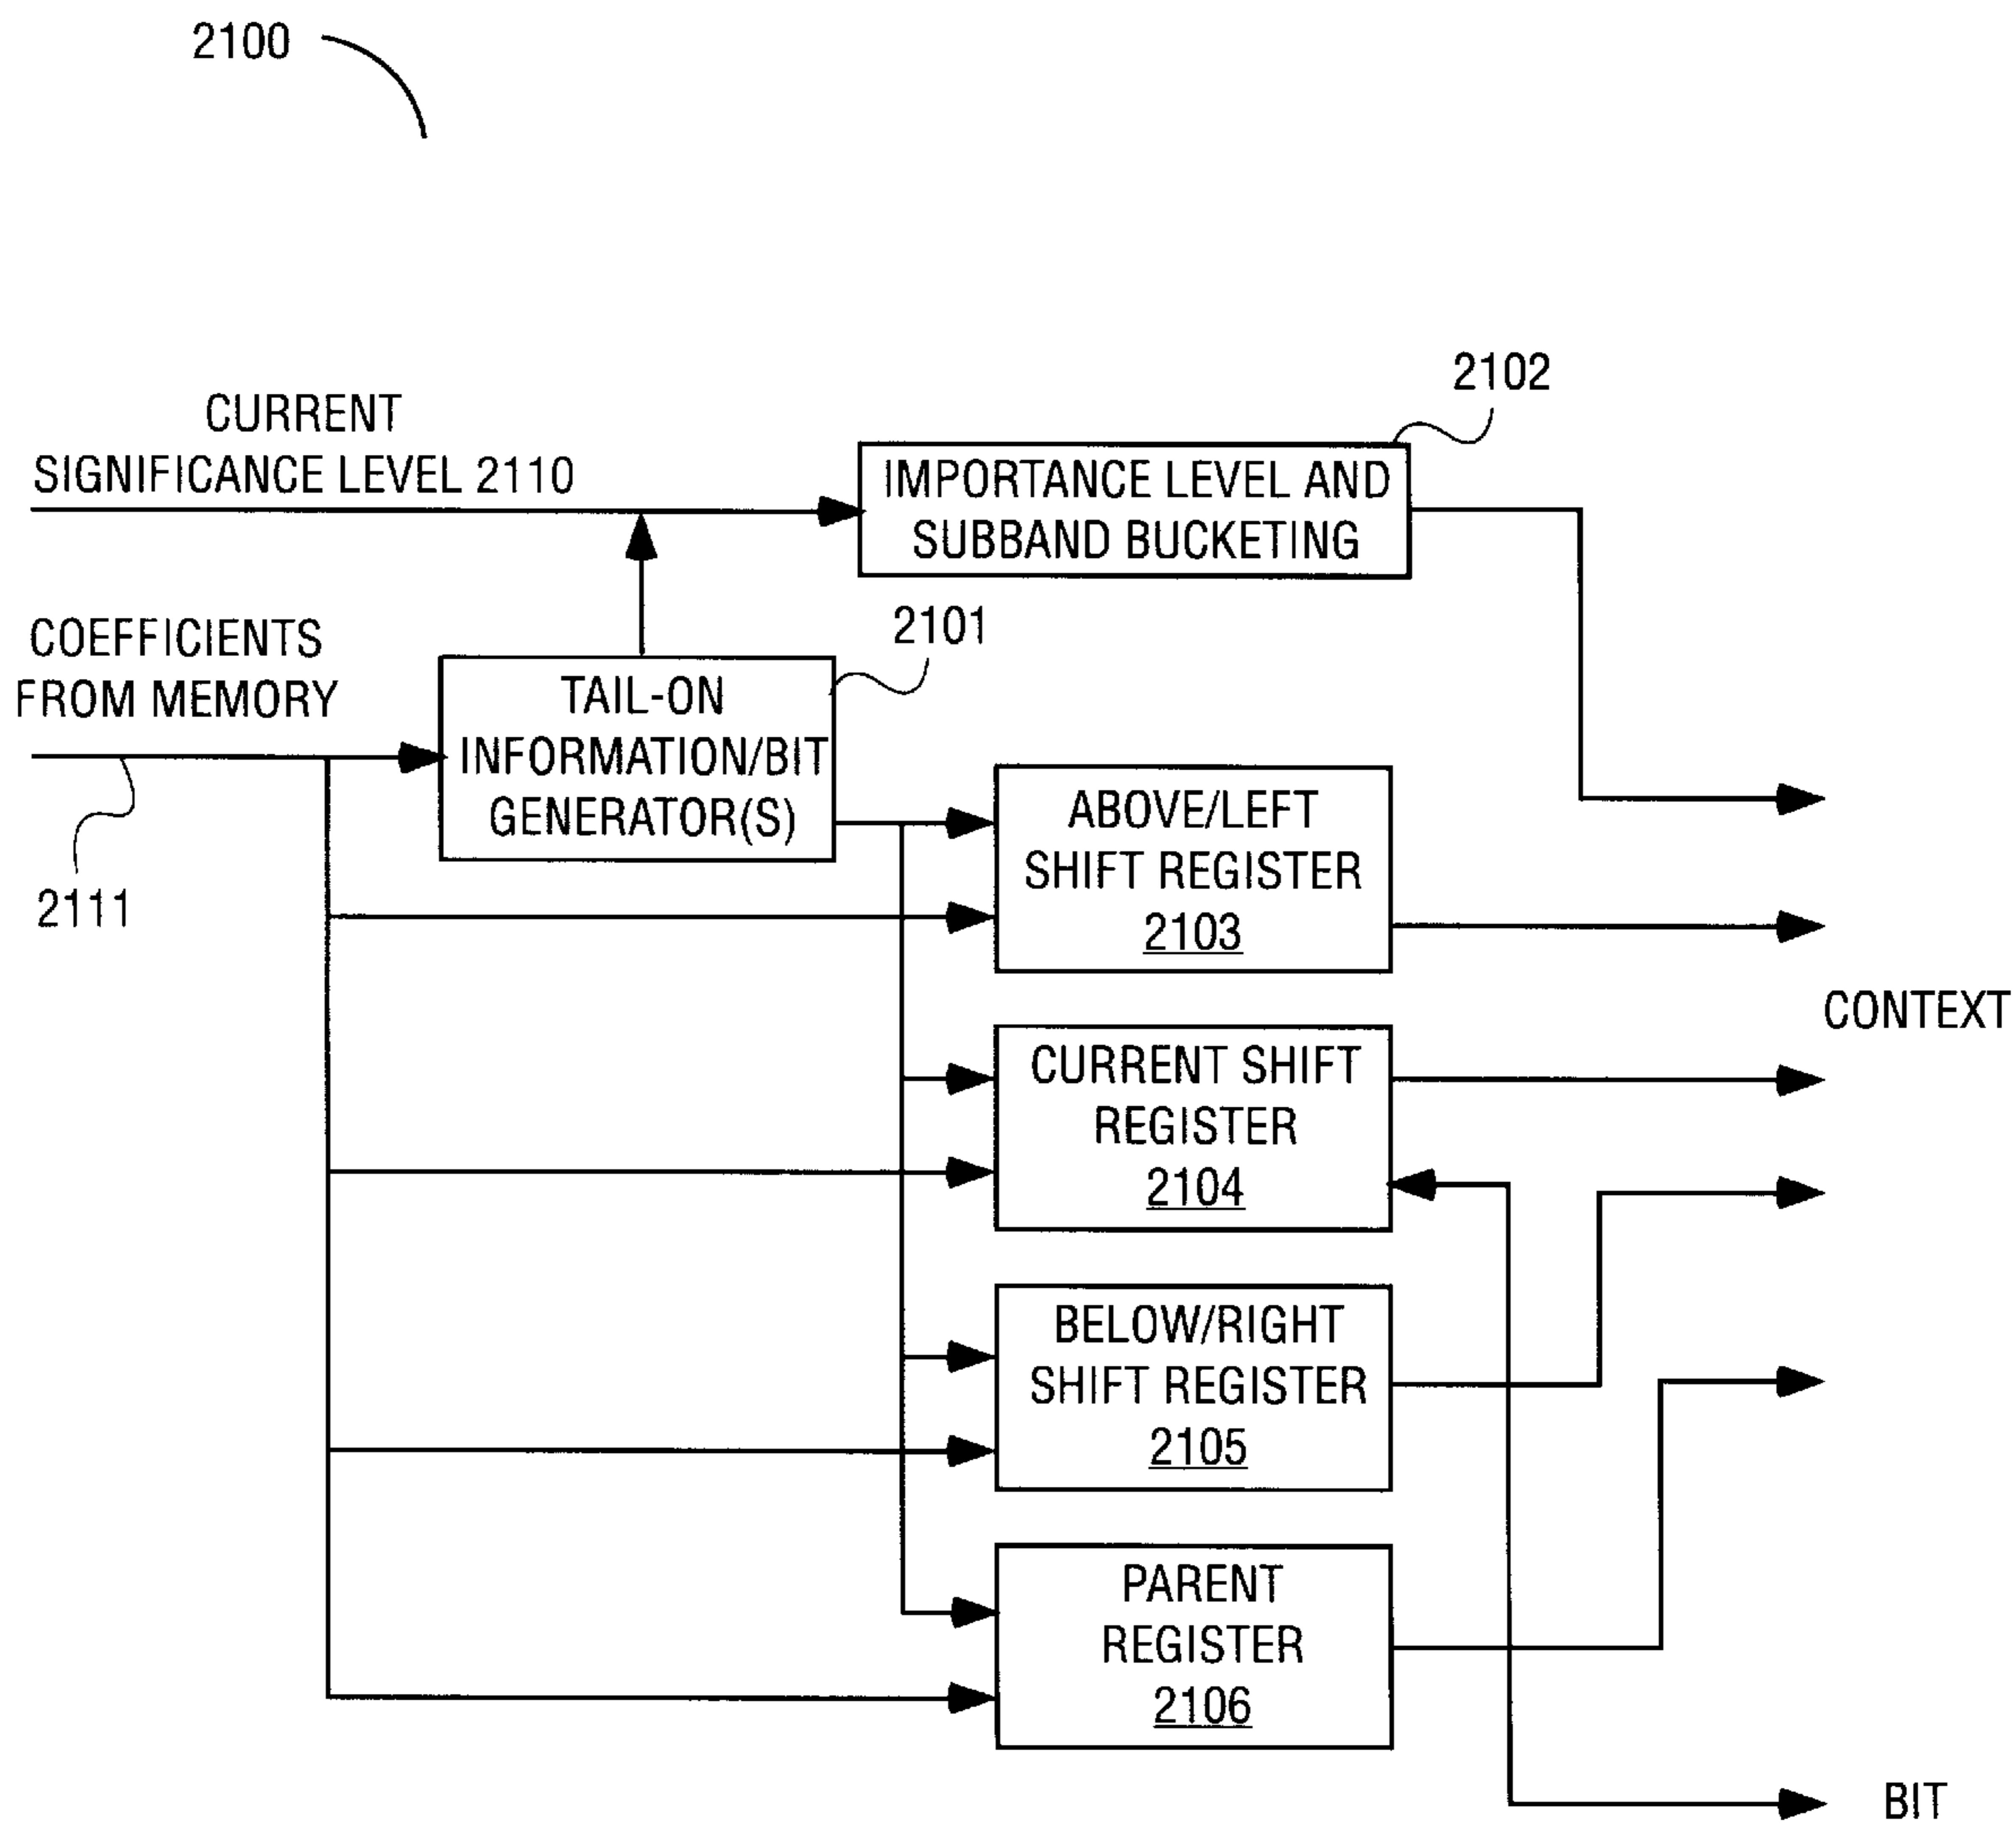 2100
2102
CURRENT
SIGNIFICANCE LEVEL 2110
IMPORTANCE LEVEL AND
SUBBAND BUCKETING
2101
COEFFICIENTS
FROM MEMORY
TAIL-ON
INFORMATION/BIT
GENERATOR(S)
2111
ABOVE/LEFT
SHIFT REGISTER
2103
CONTEXT
CURRENT SHIFT
REGISTER
2104
BELOW/RIGHT
SHIFT REGISTER
2105
PARENT
REGISTER
2106
BIT